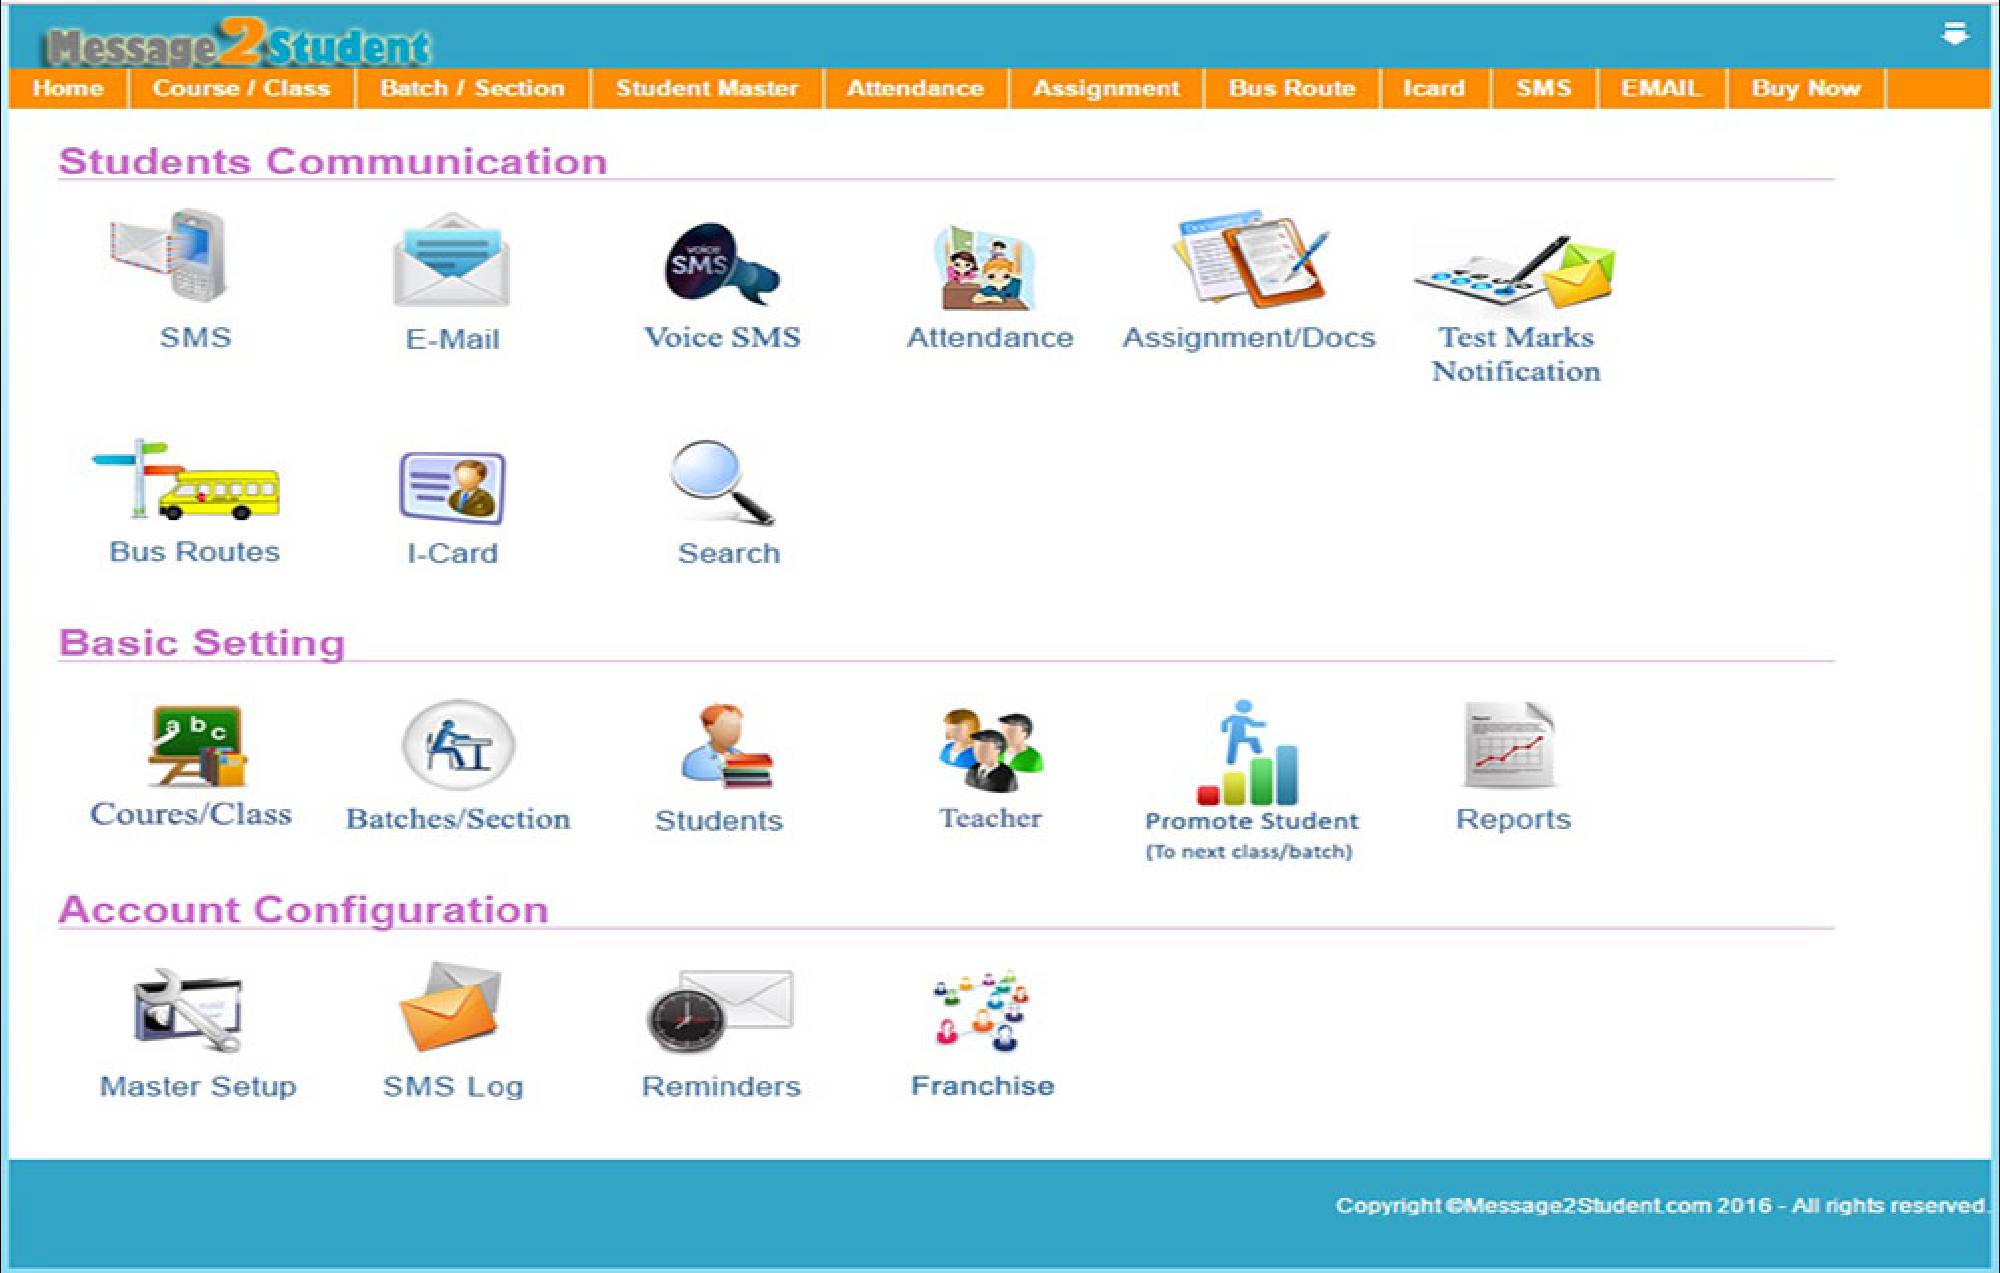 Message2Student
Home Course / Class Batch / Section Student Master Attendance Assignment Bus Route Icard SMS EMAIL Buy Now
Students Communication
Document
voice
SMS
SMS E-Mail Voice SMS Attendance Assignment/Docs Test Marks
Notification
Bus Routes I-Card Search
Basic Setting
a b c
Coures/Class Batches/Section Students Teacher Promote Student Reports
(To next class/batch)
Account Configuration
Master Setup SMS Log Reminders Franchise
Copyright ©Message2Student.com 2016 - All rights reserved.